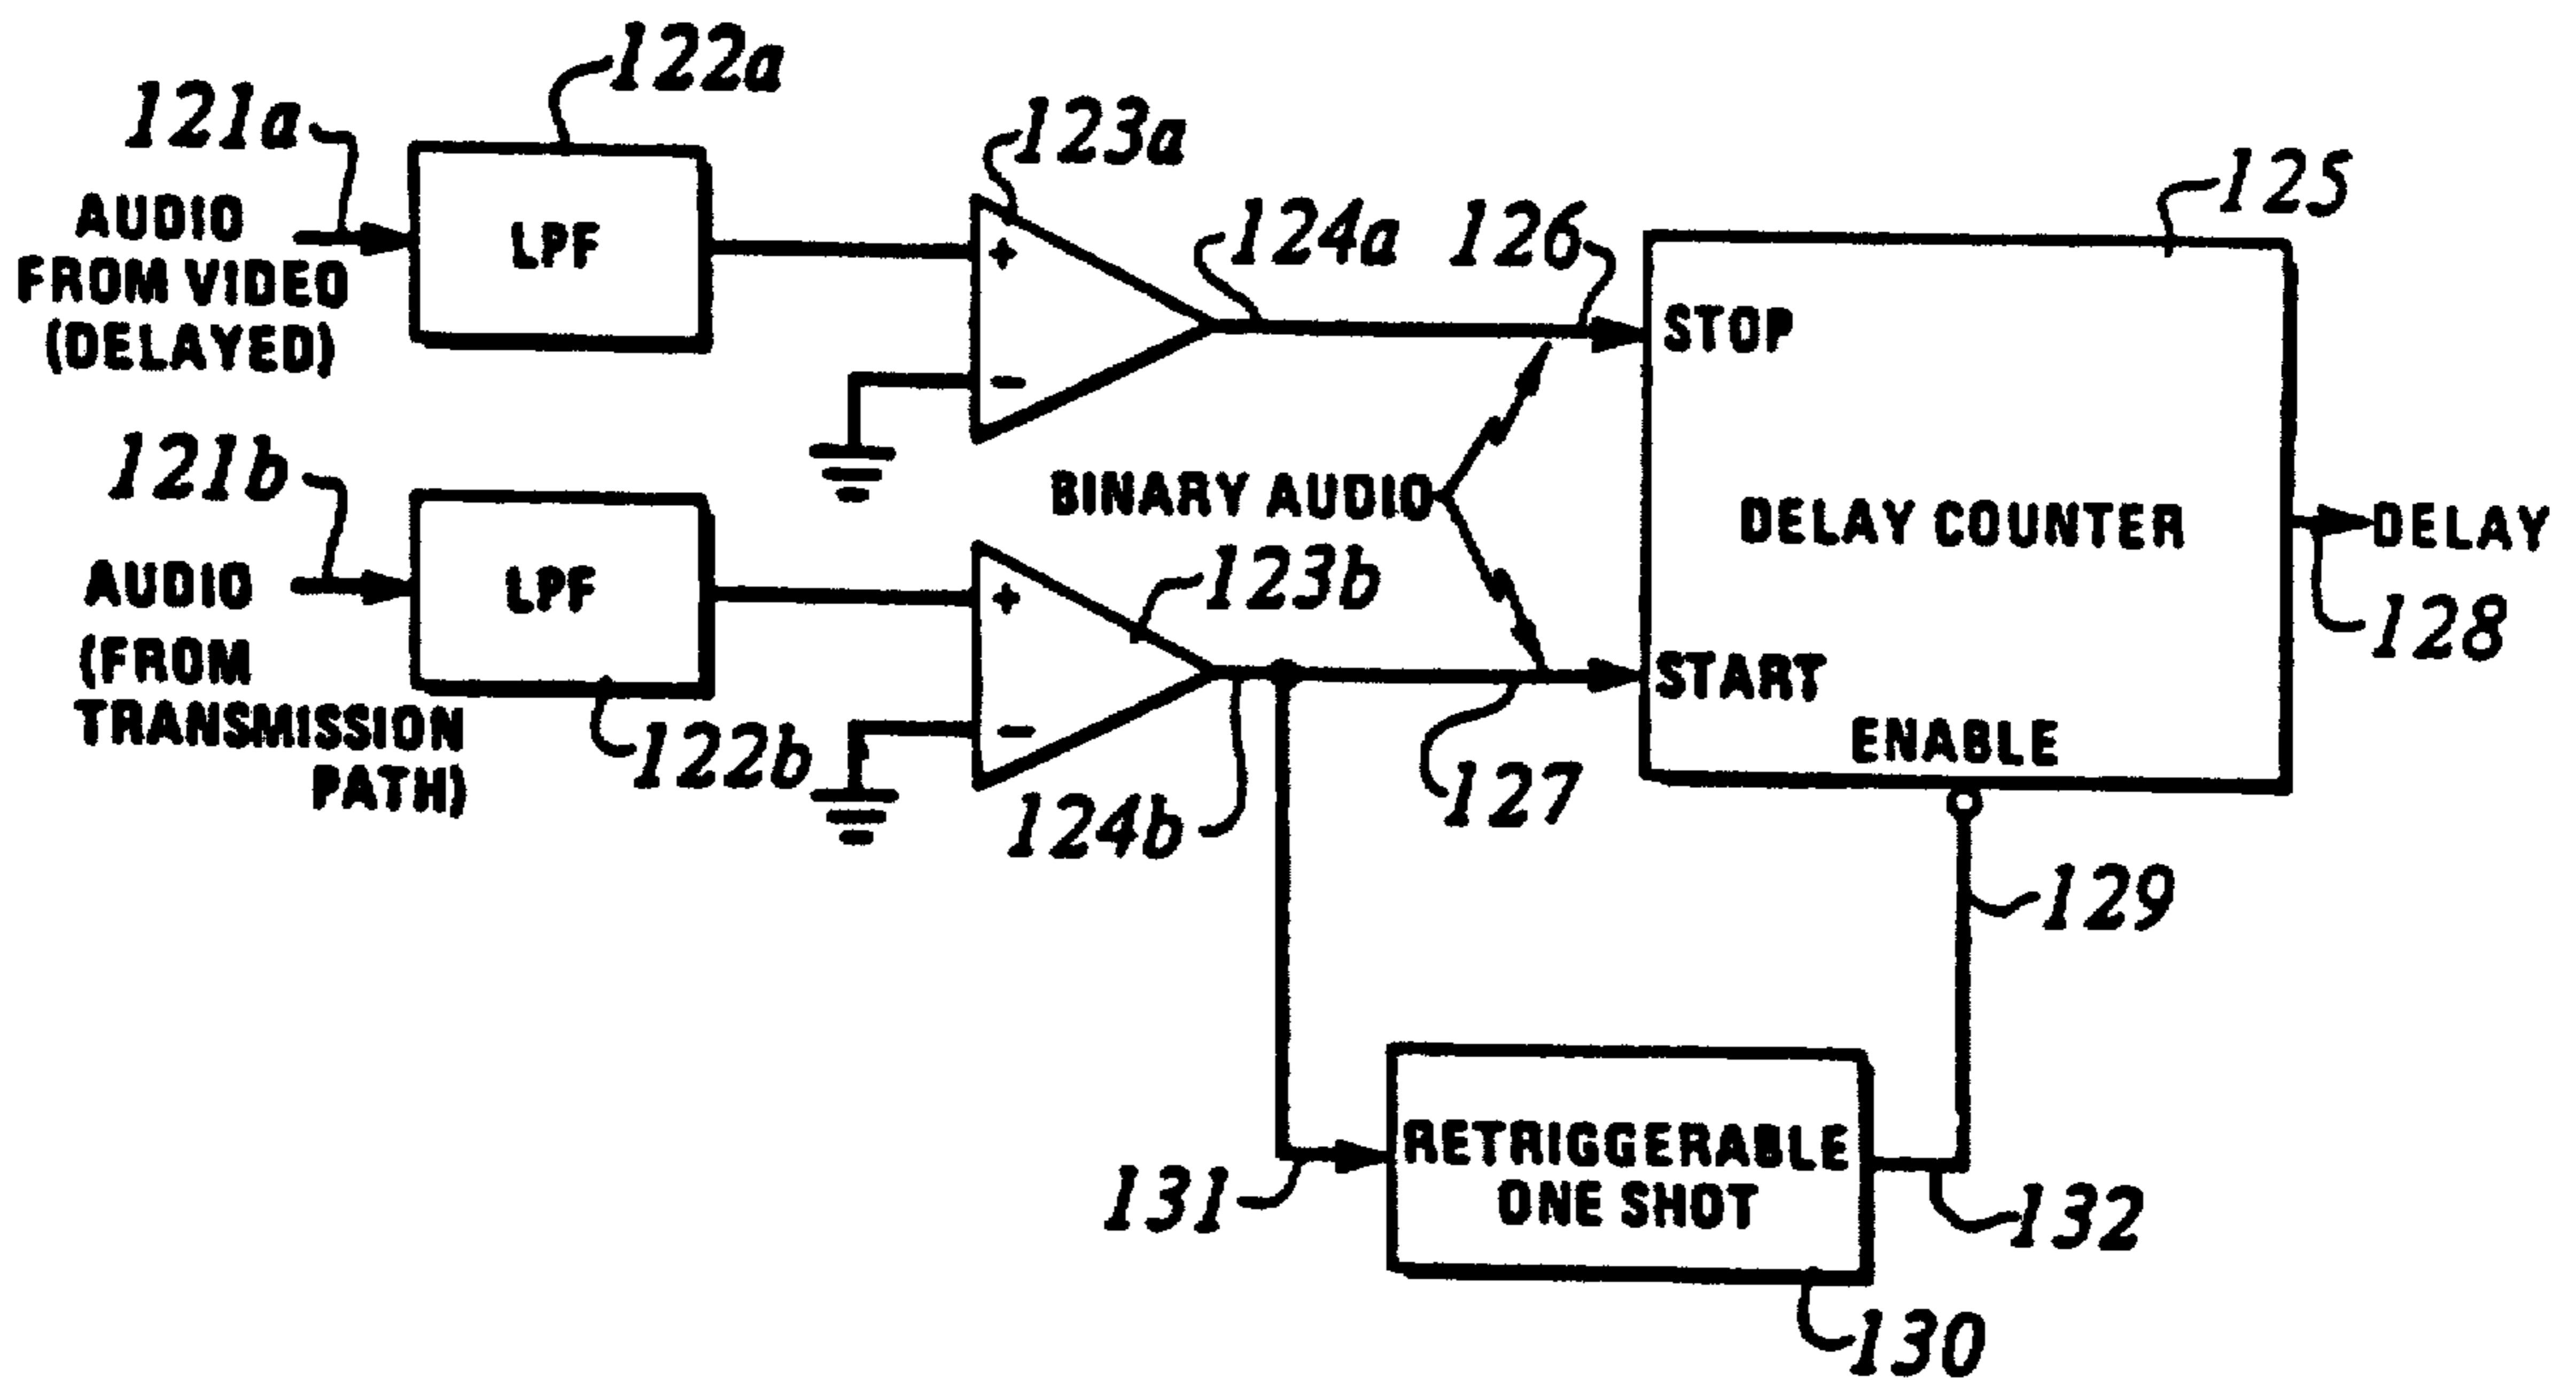 122a
121a
123a
125
AUDIO
FROM VIDEO
(DELAYED)
LPF
+
−
124a
126
STOP
121b
BINARY AUDIO
DELAY COUNTER
DELAY
128
AUDIO
(FROM
TRANSMISSION
PATH)
LPF
122b
+
−
123b
124b
127
START
ENABLE
129
131
RETRIGGERABLE
ONE SHOT
132
130